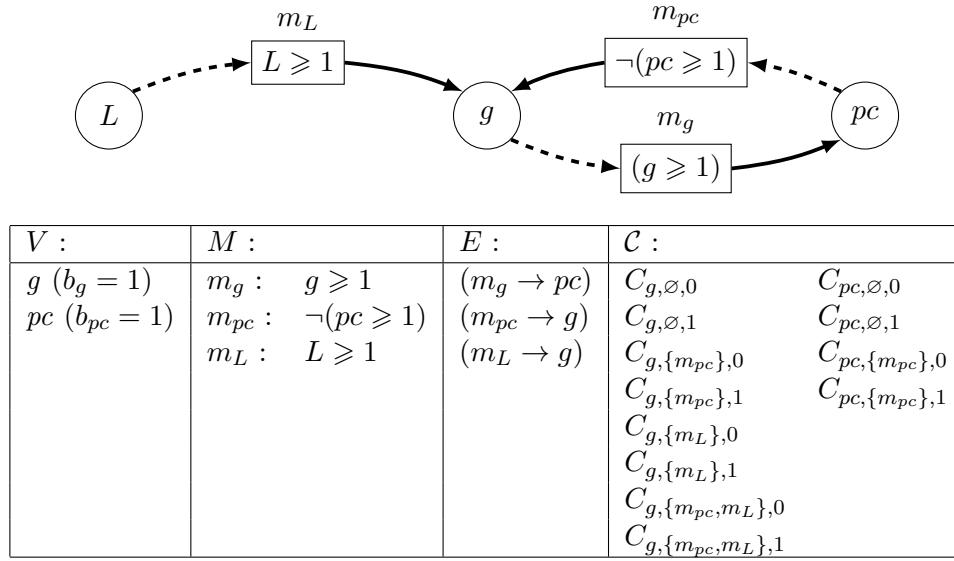 m_L m_pc
L ⩾ 1 ¬(pc ⩾ 1)
L g pc
m_g
(g ⩾ 1)
V : M : E : 𝒞 :
g (b_g = 1) m_g : g ⩾ 1 (m_g → pc) C_{g,∅,0} C_{pc,∅,0}
pc (b_pc = 1) m_pc : ¬(pc ⩾ 1) (m_pc → g) C_{g,∅,1} C_{pc,∅,1}
m_L : L ⩾ 1 (m_L → g) C_{g,{m_pc},0} C_{pc,{m_pc},0}
C_{g,{m_pc},1} C_{pc,{m_pc},1}
C_{g,{m_L},0}
C_{g,{m_L},1}
C_{g,{m_pc,m_L},0}
C_{g,{m_pc,m_L},1}